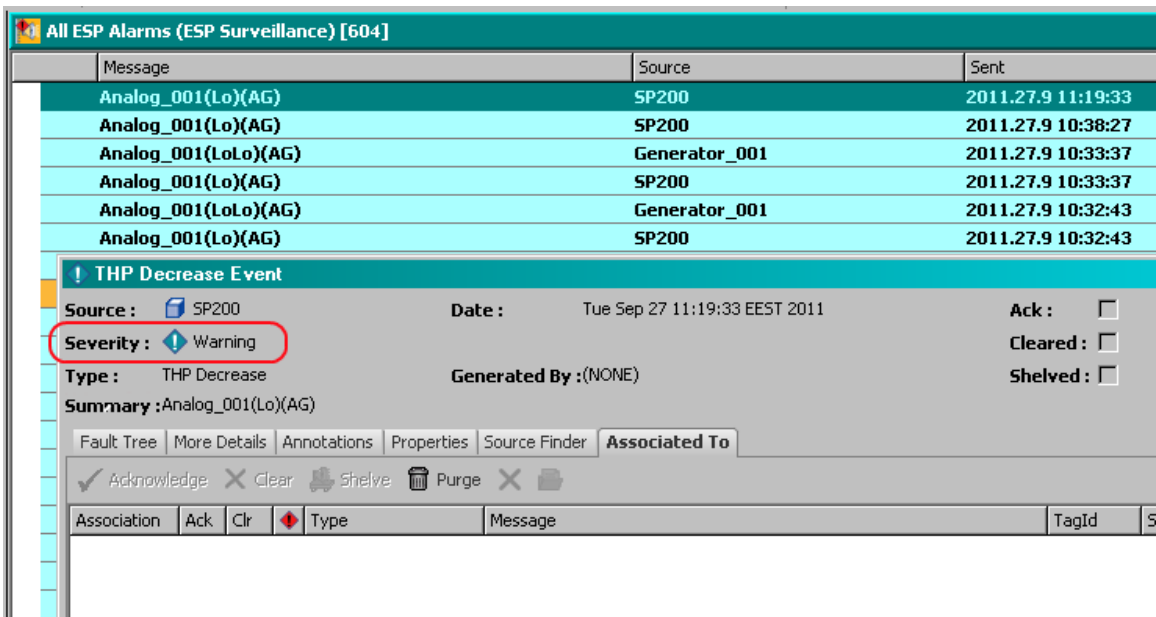 All ESP Alarms (ESP Surveillance) [604]
Message Source Sent
Analog_001(Lo)(AG) SP200 2011.27.9 11:19:33
Analog_001(Lo)(AG) SP200 2011.27.9 10:38:27
Analog_001(LoLo)(AG) Generator_001 2011.27.9 10:33:37
Analog_001(Lo)(AG) SP200 2011.27.9 10:33:37
Analog_001(LoLo)(AG) Generator_001 2011.27.9 10:32:43
Analog_001(Lo)(AG) SP200 2011.27.9 10:32:43
THP Decrease Event
Source : SP200 Date : Tue Sep 27 11:19:33 EEST 2011 Ack :
Severity : Warning Cleared :
Type : THP Decrease Generated By :(NONE) Shelved :
Summary :Analog_001(Lo)(AG)
Fault Tree More Details Annotations Properties Source Finder Associated To
Acknowledge Clear Shelve Purge
Association Ack Clr Type Message TagId S